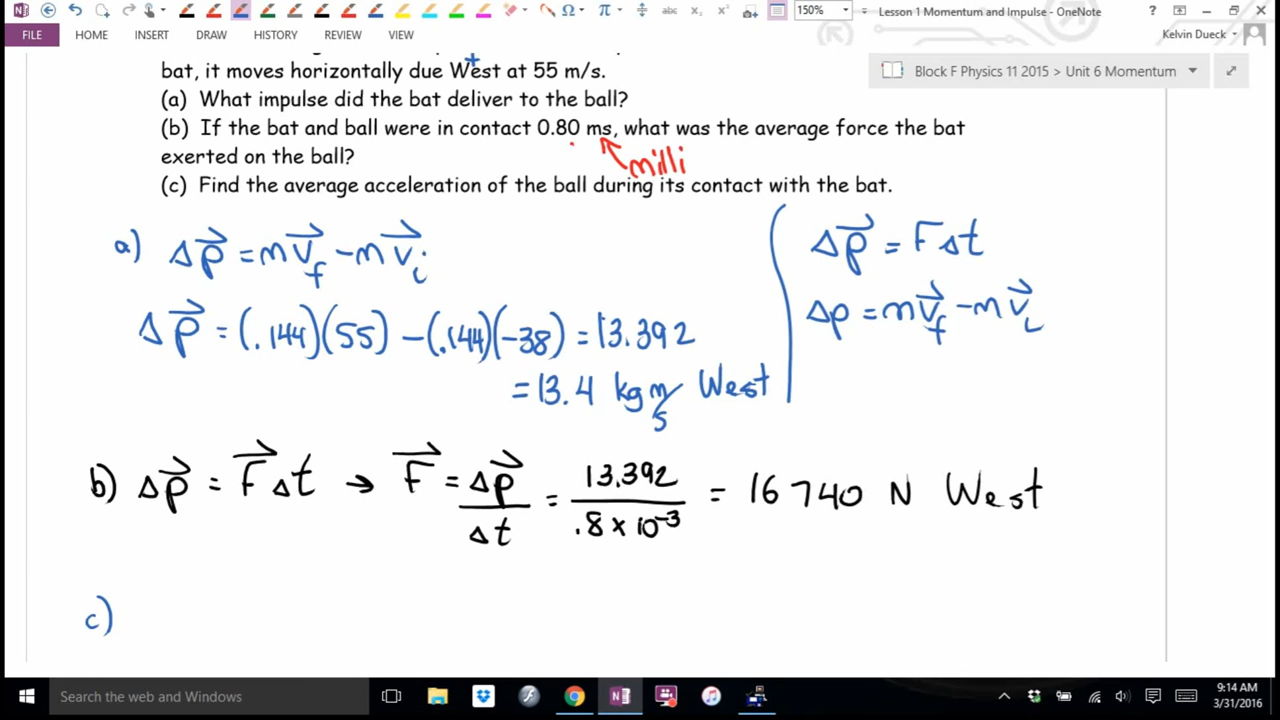 150%
Lesson 1 Momentum and Impulse - OneNote
FILE HOME INSERT DRAW HISTORY REVIEW VIEW
Kelvin Dueck
Block F Physics 11 2015 > Unit 6 Momentum
bat, it moves horizontally due West at 55 m/s.
+
(a) What impulse did the bat deliver to the ball?
(b) If the bat and ball were in contact 0.80 ms, what was the average force the bat
exerted on the ball?
milli
(c) Find the average acceleration of the ball during its contact with the bat.
a) Δp⃗ = mv⃗_f - mv⃗_i
Δp⃗ = (.144)(55) - (.144)(-38) = 13.392
= 13.4 kg m/s West
Δp⃗ = FΔt
Δp = mv⃗_f - mv⃗_i
b) Δp⃗ = F⃗Δt → F⃗ = Δp⃗/Δt = 13.392/.8 x 10⁻³ = 16 740 N West
c)
Search the web and Windows
9:14 AM
3/31/2016